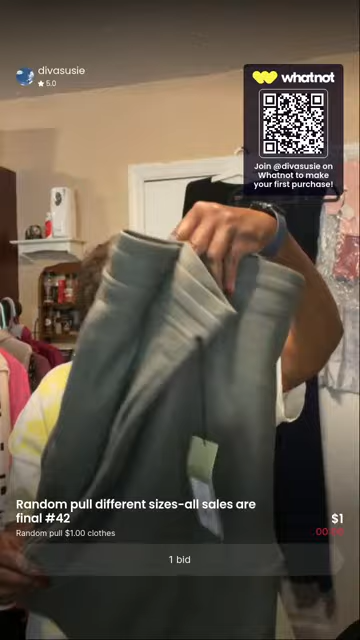 divasusie
★ 5.0
whatnot
Join @divasusie on
Whatnot to make
your first purchase!
Random pull different sizes-all sales are
final #42
$1
Random pull $1.00 clothes
1 bid